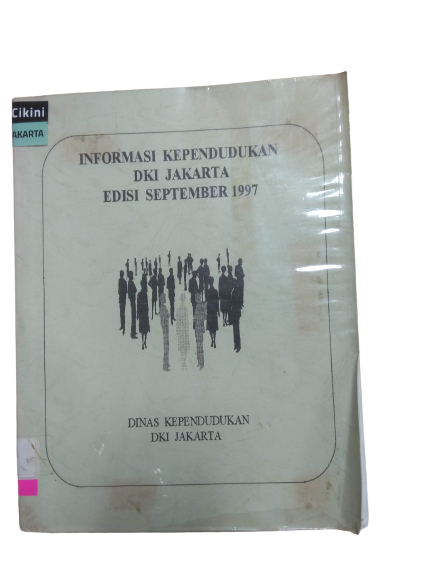 Cikini
AKARTA
INFORMASI KEPENDUDUKAN
DKI JAKARTA
EDISI SEPTEMBER 1997
DINAS KEPENDUDUKAN
DKI JAKARTA